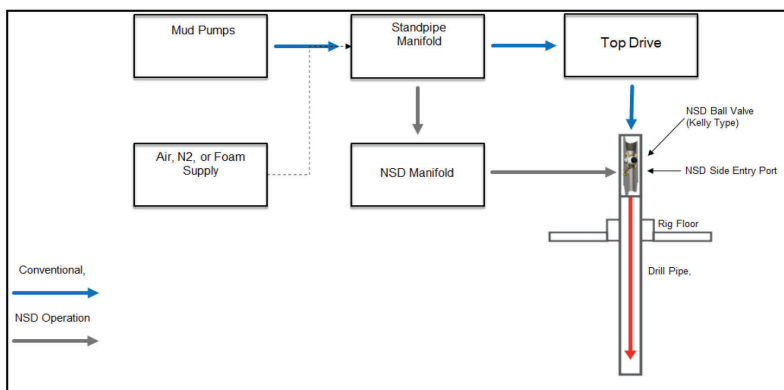 Mud Pumps
Standpipe
Manifold
Top Drive
NSD Ball Valve
(Kelly Type)
Air, N2, or Foam
Supply
NSD Manifold
NSD Side Entry Port
Rig Floor
Conventional,
Drill Pipe,
NSD Operation